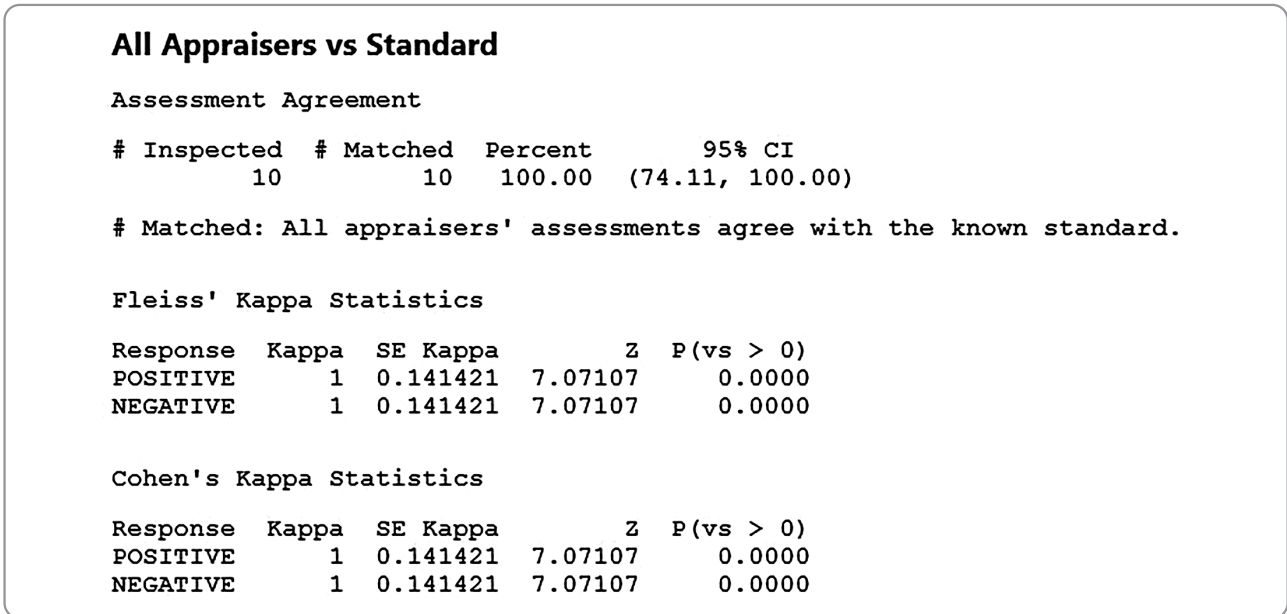 All Appraisers vs Standard
Assessment Agreement
# Inspected # Matched Percent 95% CI
10 10 100.00 (74.11, 100.00)
# Matched: All appraisers' assessments agree with the known standard.
Fleiss' Kappa Statistics
Response Kappa SE Kappa Z P(vs > 0)
POSITIVE 1 0.141421 7.07107 0.0000
NEGATIVE 1 0.141421 7.07107 0.0000
Cohen's Kappa Statistics
Response Kappa SE Kappa Z P(vs > 0)
POSITIVE 1 0.141421 7.07107 0.0000
NEGATIVE 1 0.141421 7.07107 0.0000